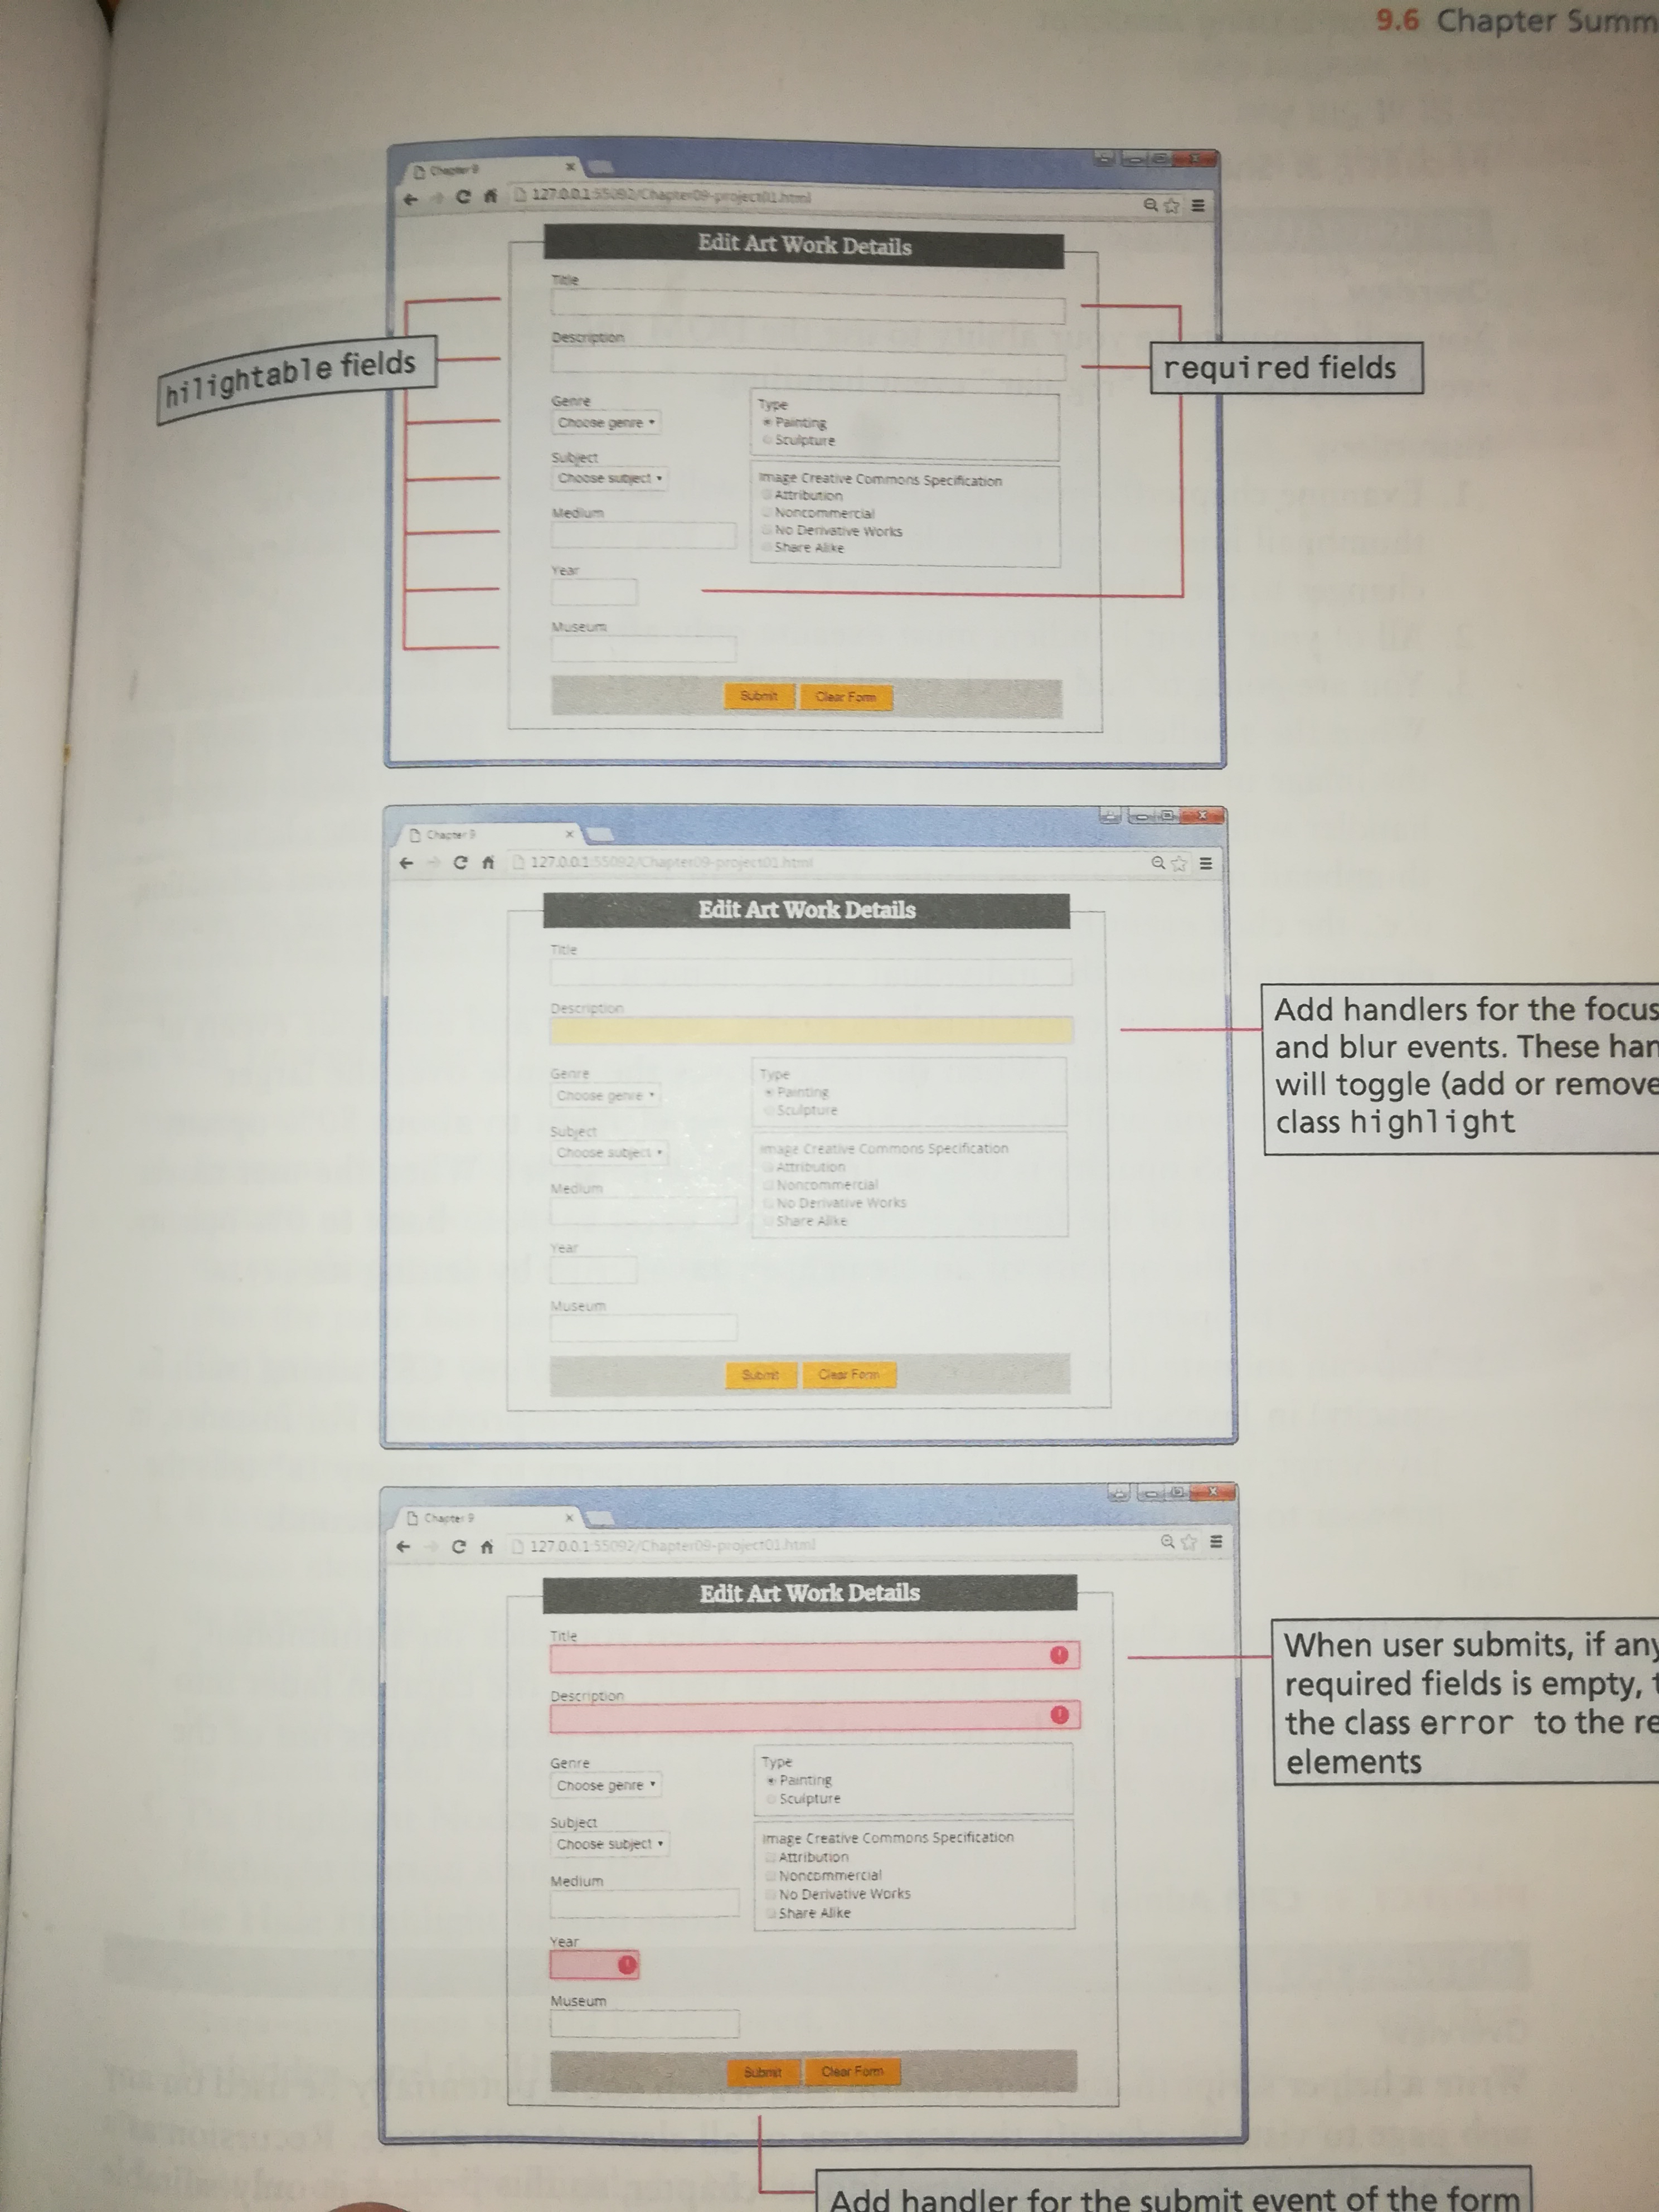 9.6 Chapter Summ
Chapter 9
127.0.0.1:55092/Chapter09-project01.html
Edit Art Work Details
Title
Description
hilightable fields
required fields
Genre
Choose genre
Type
Painting
Sculpture
Subject
Choose subject
Image Creative Commons Specification
Attribution
Noncommercial
No Derivative Works
Share Alike
Medium
Year
Museum
Submit
Clear Form
Chapter 9
127.0.0.1:55092/Chapter09-project01.html
Edit Art Work Details
Title
Description
Add handlers for the focus
and blur events. These han
will toggle (add or remove
class highlight
Genre
Choose genre
Type
Painting
Sculpture
Subject
Choose subject
Image Creative Commons Specification
Attribution
Noncommercial
No Derivative Works
Share Alike
Medium
Year
Museum
Submit
Clear Form
Chapter 9
127.0.0.1:55092/Chapter09-project01.html
Edit Art Work Details
Title
Description
When user submits, if any
required fields is empty, t
the class error to the re
elements
Genre
Choose genre
Type
Painting
Sculpture
Subject
Choose subject
Image Creative Commons Specification
Attribution
Noncommercial
No Derivative Works
Share Alike
Medium
Year
Museum
Submit
Clear Form
Add handler for the submit event of the form